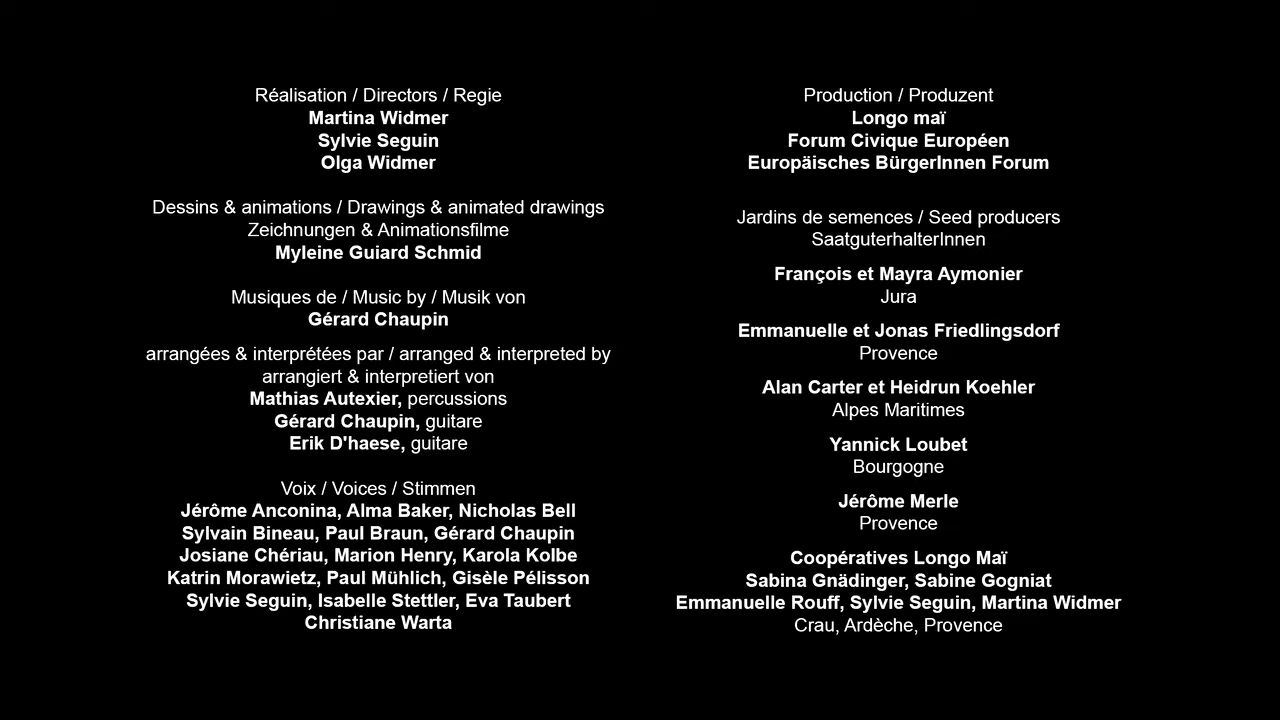 Réalisation / Directors / Regie
Martina Widmer
Sylvie Seguin
Olga Widmer
Dessins & animations / Drawings & animated drawings
Zeichnungen & Animationsfilme
Myleine Guiard Schmid
Musiques de / Music by / Musik von
Gérard Chaupin
arrangées & interprétées par / arranged & interpreted by
arrangiert & interpretiert von
Mathias Autexier, percussions
Gérard Chaupin, guitare
Erik D'haese, guitare
Voix / Voices / Stimmen
Jérôme Anconina, Alma Baker, Nicholas Bell
Sylvain Bineau, Paul Braun, Gérard Chaupin
Josiane Chériau, Marion Henry, Karola Kolbe
Katrin Morawietz, Paul Mühlich, Gisèle Pélisson
Sylvie Seguin, Isabelle Stettler, Eva Taubert
Christiane Warta
Production / Produzent
Longo maï
Forum Civique Européen
Europäisches BürgerInnen Forum
Jardins de semences / Seed producers
SaatguterhalterInnen
François et Mayra Aymonier
Jura
Emmanuelle et Jonas Friedlingsdorf
Provence
Alan Carter et Heidrun Koehler
Alpes Maritimes
Yannick Loubet
Bourgogne
Jérôme Merle
Provence
Coopératives Longo Maï
Sabina Gnädinger, Sabine Gogniat
Emmanuelle Rouff, Sylvie Seguin, Martina Widmer
Crau, Ardèche, Provence